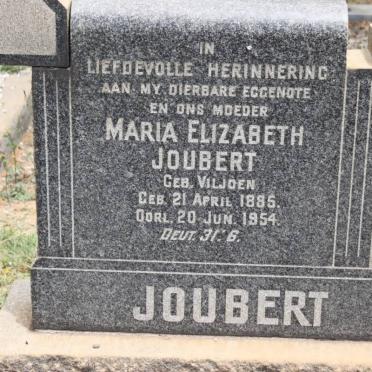 IN
LIEFDEVOLLE HERINNERING
AAN MY DIERBARE EGGENOTE
EN ONS MOEDER
MARIA ELIZABETH
JOUBERT
GEB. VILJOEN
GEB. 21 APRIL 1885.
OORL. 20 JUN. 1954.
DEUT. 31:6.
JOUBERT